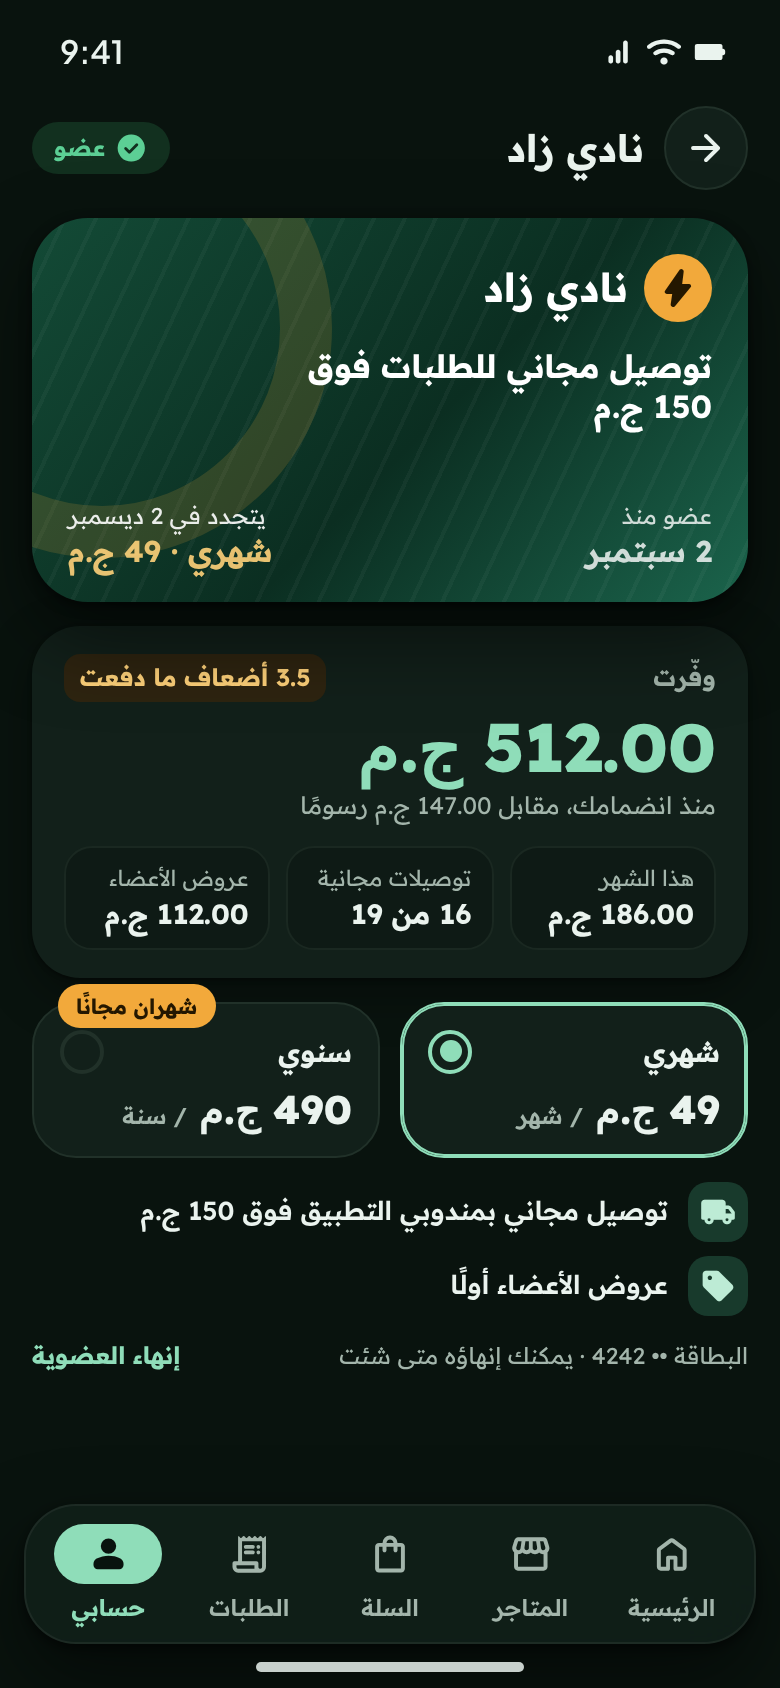 9:41
نادي زاد
عضو
نادي زاد
توصيل مجاني للطلبات فوق
150 ج.م
عضو منذ
2 سبتمبر
يتجدد في 2 ديسمبر
شهري · 49 ج.م
وفّرت
3.5 أضعاف ما دفعت
512.00 ج.م
منذ انضمامك، مقابل 147.00 ج.م رسومًا
هذا الشهر
186.00 ج.م
توصيلات مجانية
16 من 19
عروض الأعضاء
112.00 ج.م
شهري
49 ج.م / شهر
شهران مجانًا
سنوي
490 ج.م / سنة
توصيل مجاني بمندوبي التطبيق فوق 150 ج.م
عروض الأعضاء أولًا
البطاقة •• 4242 · يمكنك إنهاؤه متى شئت
إنهاء العضوية
الرئيسية
المتاجر
السلة
الطلبات
حسابي